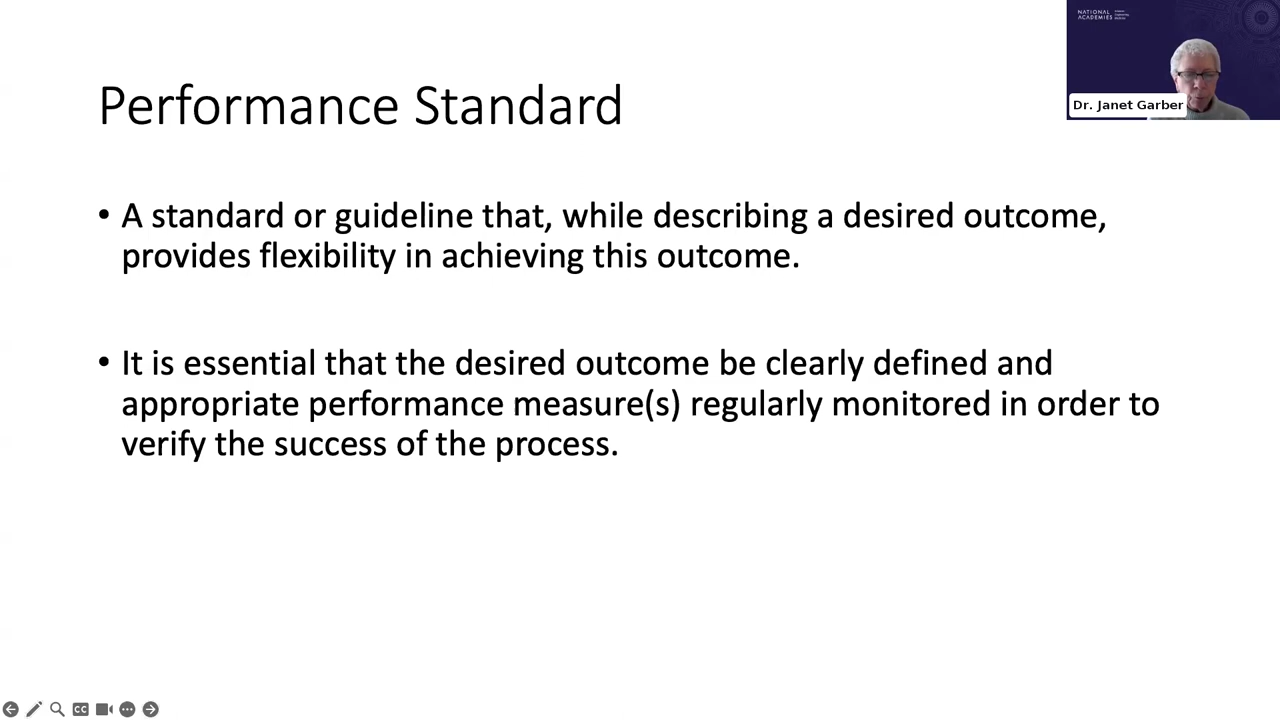 NATIONAL
ACADEMIES
Dr. Janet Garber
Performance Standard
• A standard or guideline that, while describing a desired outcome,
provides flexibility in achieving this outcome.
• It is essential that the desired outcome be clearly defined and
appropriate performance measure(s) regularly monitored in order to
verify the success of the process.
CC